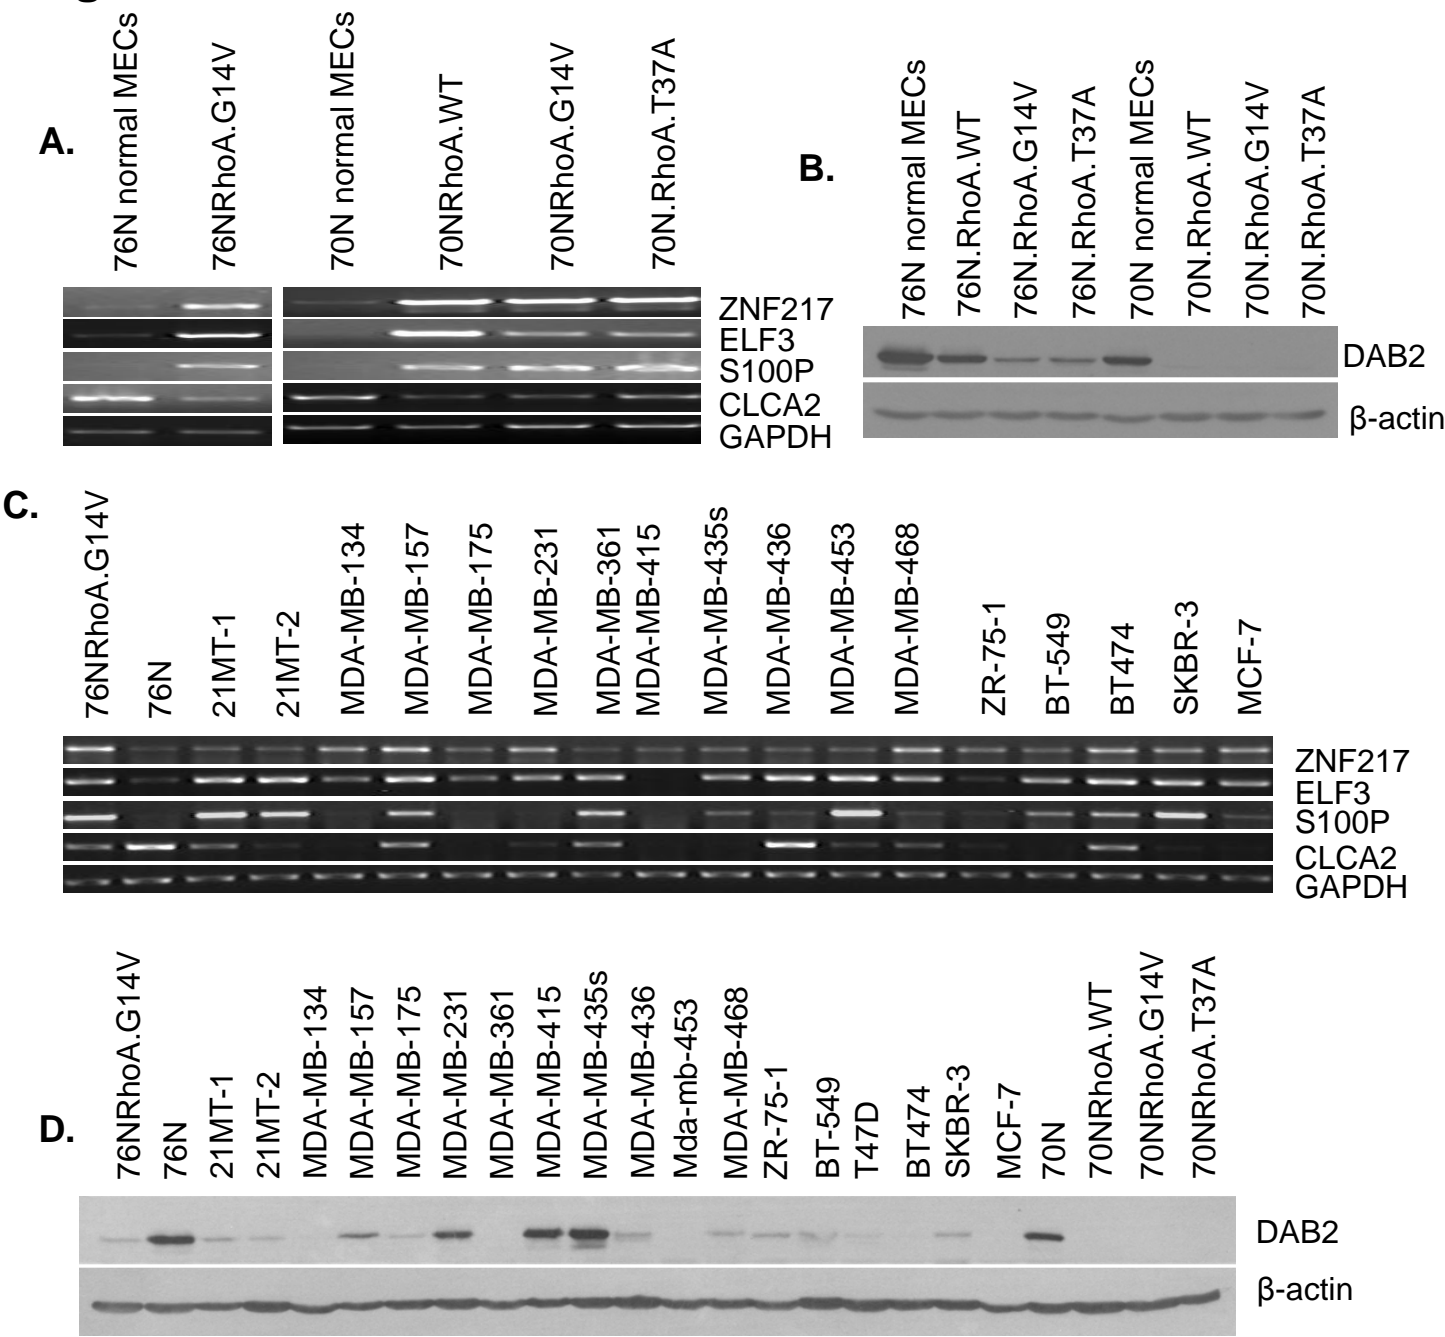 A.
76N normal MECs
76NRhoA.G14V
70N normal MECs
70NRhoA.WT
70NRhoA.G14V
70N.RhoA.T37A
ZNF217
ELF3
S100P
CLCA2
GAPDH
B.
76N normal MECs
76N.RhoA.WT
76N.RhoA.G14V
76N.RhoA.T37A
70N normal MECs
70N.RhoA.WT
70N.RhoA.G14V
70N.RhoA.T37A
DAB2
β-actin
C.
76NRhoA.G14V
76N
21MT-1
21MT-2
MDA-MB-134
MDA-MB-157
MDA-MB-175
MDA-MB-231
MDA-MB-361
MDA-MB-415
MDA-MB-435s
MDA-MB-436
MDA-MB-453
MDA-MB-468
ZR-75-1
BT-549
BT474
SKBR-3
MCF-7
ZNF217
ELF3
S100P
CLCA2
GAPDH
D.
76NRhoA.G14V
76N
21MT-1
21MT-2
MDA-MB-134
MDA-MB-157
MDA-MB-175
MDA-MB-231
MDA-MB-361
MDA-MB-415
MDA-MB-435s
MDA-MB-436
Mda-mb-453
MDA-MB-468
ZR-75-1
BT-549
T47D
BT474
SKBR-3
MCF-7
70N
70NRhoA.WT
70NRhoA.G14V
70NRhoA.T37A
DAB2
β-actin